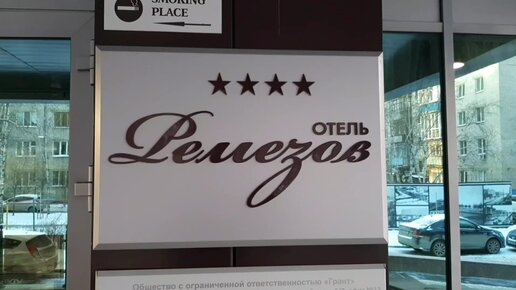 SMOKING
PLACE
★★★★
ОТЕЛЬ
Ремезов
Общество с ограниченной ответственностью «Грант»